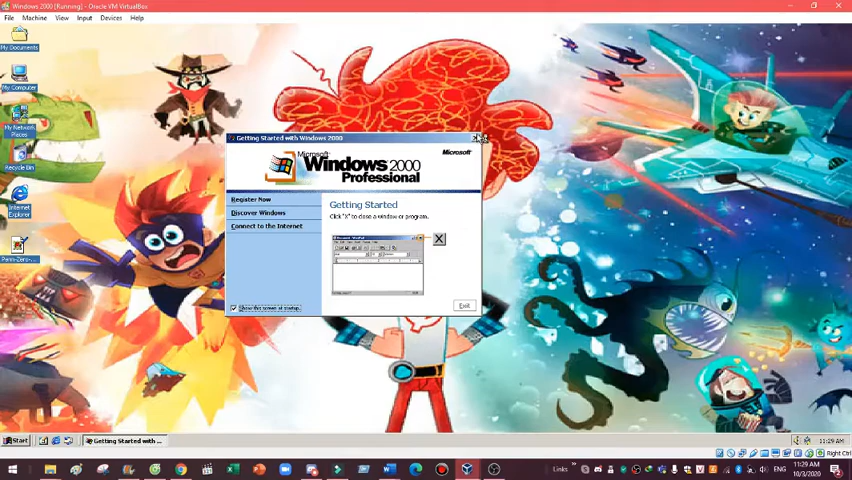 Windows 2000 [Running] - Oracle VM VirtualBox
File Machine View Input Devices Help
My Documents
My Computer
My Network
Places
Recycle Bin
Internet
Explorer
Perm-Zero-...
Getting Started with Windows 2000
Microsoft
Windows 2000
Professional
Microsoft
Register Now
Discover Windows
Connect to the Internet
Getting Started
Click "X" to close a window or program.
X
Show this screen at startup.
Exit
Start
Getting Started with ...
11:29 AM
Right Ctrl
Links
ENG
11:29 AM
10/3/2020